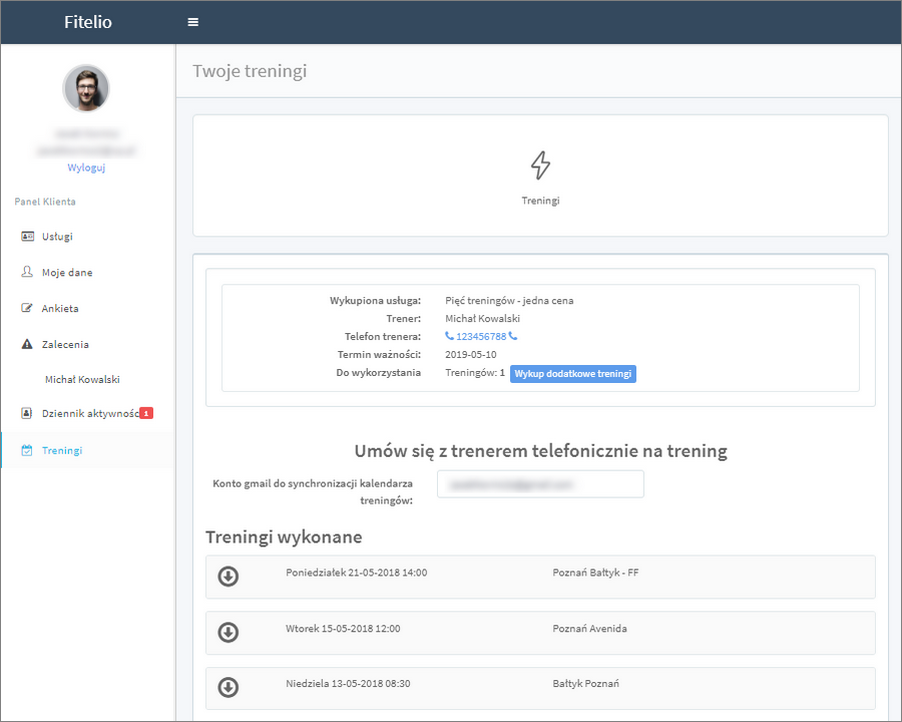 Fitelio
Twoje treningi
Wyloguj
Panel Klienta
Usługi
Moje dane
Ankieta
Zalecenia
Michał Kowalski
Dziennik aktywnośc 1
Treningi
Treningi
Wykupiona usługa: Pięć treningów - jedna cena
Trener: Michał Kowalski
Telefon trenera: 123456788
Termin ważności: 2019-05-10
Do wykorzystania Treningów: 1 Wykup dodatkowe treningi
Umów się z trenerem telefonicznie na trening
Konto gmail do synchronizacji kalendarza
treningów:
Treningi wykonane
Poniedziałek 21-05-2018 14:00 Poznań Bałtyk - FF
Wtorek 15-05-2018 12:00 Poznań Avenida
Niedziela 13-05-2018 08:30 Bałtyk Poznań